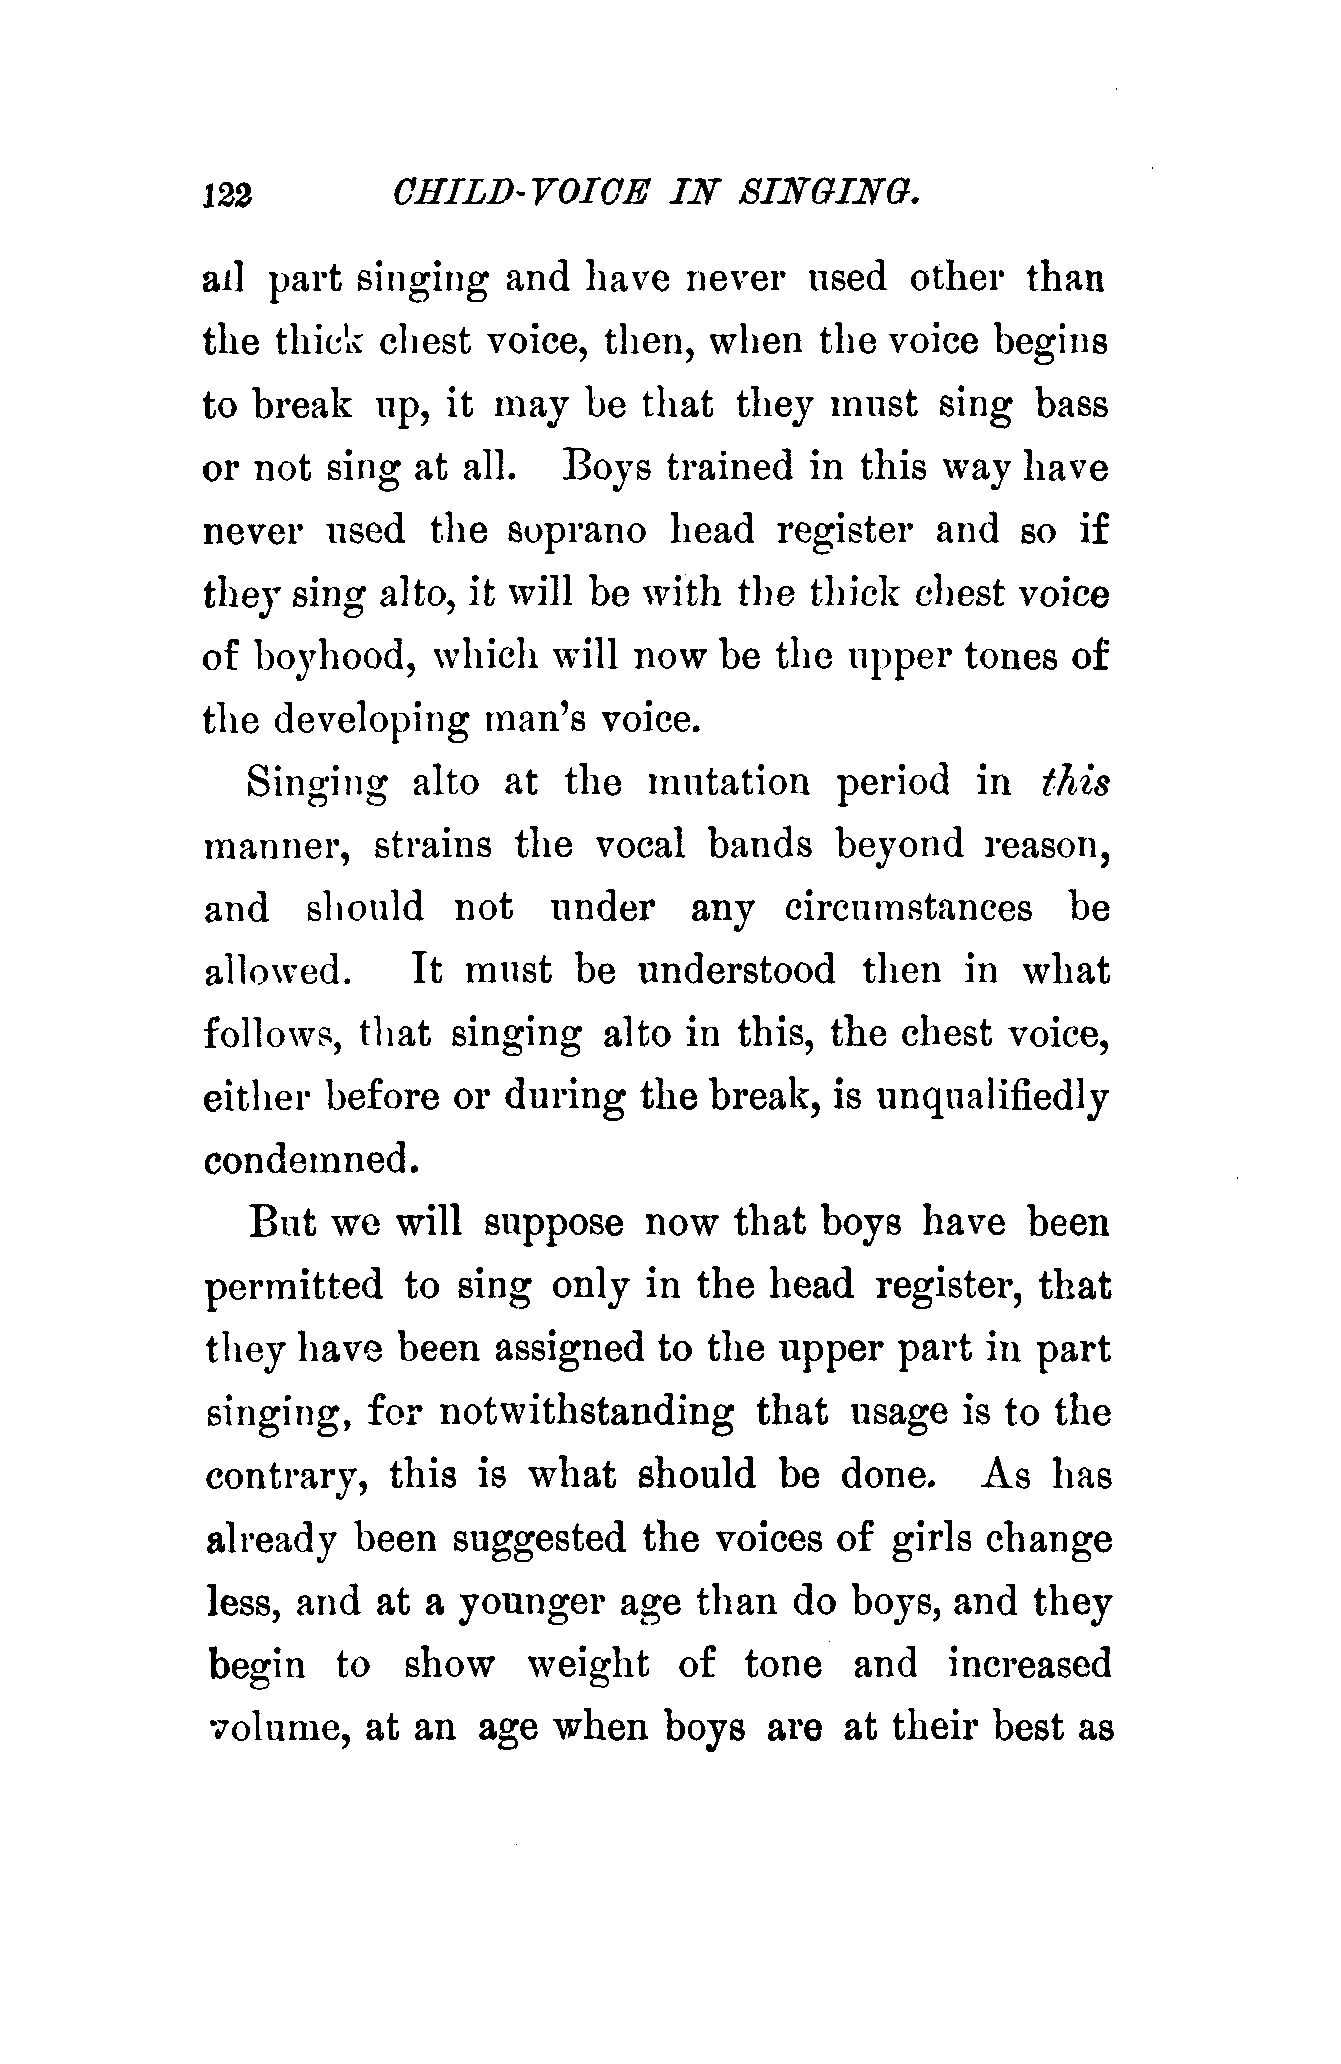 122 CHILD-VOICE IN SINGING.
all part singing and have never used other than
the thick chest voice, then, when the voice begins
to break up, it may be that they must sing bass
or not sing at all. Boys trained in this way have
never used the soprano head register and so if
they sing alto, it will be with the thick chest voice
of boyhood, which will now be the upper tones of
the developing man's voice.
Singing alto at the mutation period in this
manner, strains the vocal bands beyond reason,
and should not under any circumstances be
allowed. It must be understood then in what
follows, that singing alto in this, the chest voice,
either before or during the break, is unqualifiedly
condemned.
But we will suppose now that boys have been
permitted to sing only in the head register, that
they have been assigned to the upper part in part
singing, for notwithstanding that usage is to the
contrary, this is what should be done. As has
already been suggested the voices of girls change
less, and at a younger age than do boys, and they
begin to show weight of tone and increased
volume, at an age when boys are at their best as